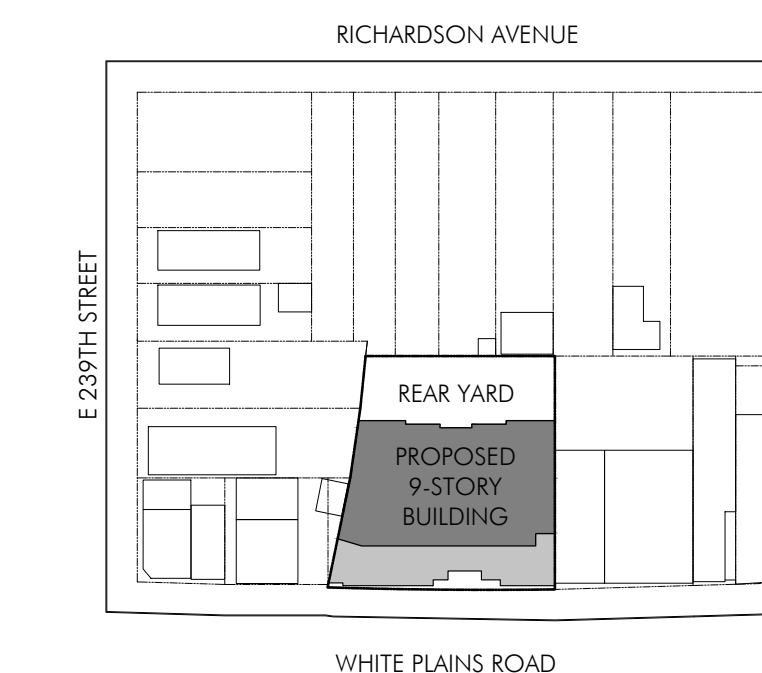 RICHARDSON AVENUE
E 239TH STREET
REAR YARD
PROPOSED
9-STORY
BUILDING
WHITE PLAINS ROAD